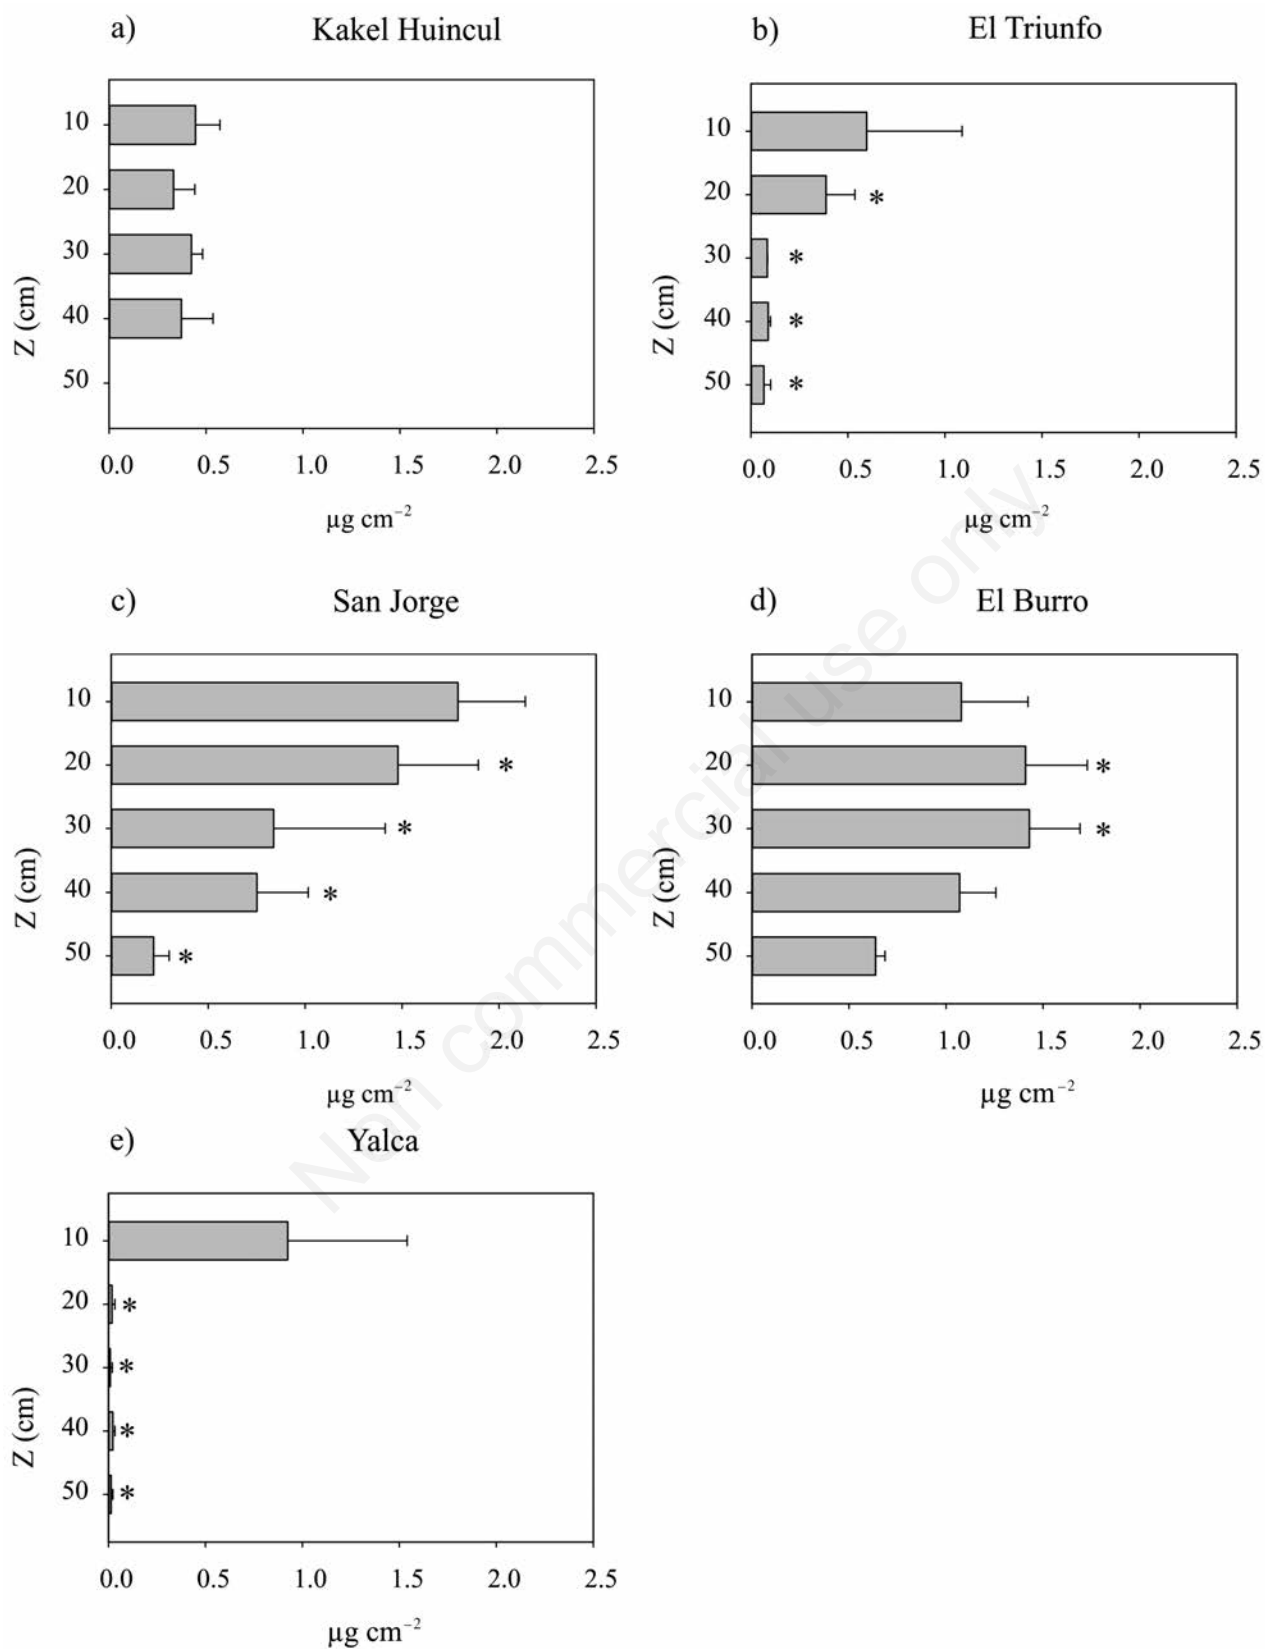 a) Kakel Huincul
10
20
30
40
50
Z (cm)
0.0 0.5 1.0 1.5 2.0 2.5
µg cm⁻²
b) El Triunfo
10
20 *
30 *
40 *
50 *
Z (cm)
0.0 0.5 1.0 1.5 2.0 2.5
µg cm⁻²
c) San Jorge
10
20 *
30 *
40 *
50 *
Z (cm)
0.0 0.5 1.0 1.5 2.0 2.5
µg cm⁻²
d) El Burro
10
20 *
30 *
40
50
Z (cm)
0.0 0.5 1.0 1.5 2.0 2.5
µg cm⁻²
e) Yalca
10
20 *
30 *
40 *
50 *
Z (cm)
0.0 0.5 1.0 1.5 2.0 2.5
µg cm⁻²
Non commercial use only